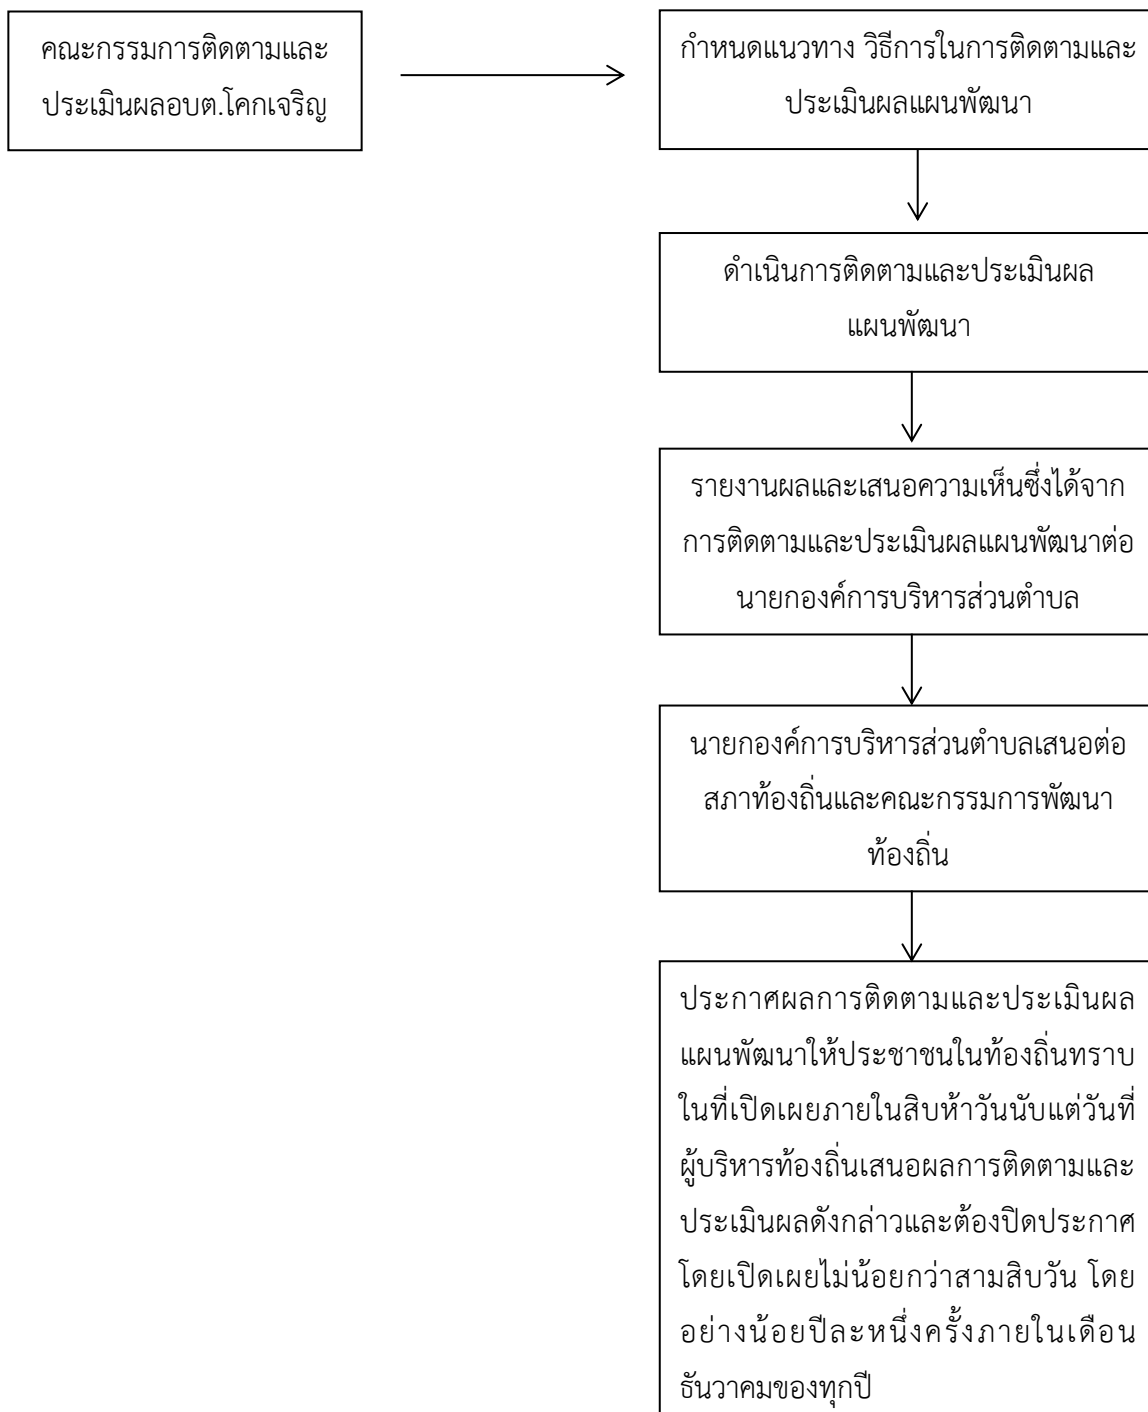 คณะกรรมการติดตามและ
ประเมินผลอบต.โคกเจริญ
กำหนดแนวทาง วิธีการในการติดตามและ
ประเมินผลแผนพัฒนา
ดำเนินการติดตามและประเมินผล
แผนพัฒนา
รายงานผลและเสนอความเห็นซึ่งได้จาก
การติดตามและประเมินผลแผนพัฒนาต่อ
นายกองค์การบริหารส่วนตำบล
นายกองค์การบริหารส่วนตำบลเสนอต่อ
สภาท้องถิ่นและคณะกรรมการพัฒนา
ท้องถิ่น
ประกาศผลการติดตามและประเมินผล
แผนพัฒนาให้ประชาชนในท้องถิ่นทราบ
ในที่เปิดเผยภายในสิบห้าวันนับแต่วันที่
ผู้บริหารท้องถิ่นเสนอผลการติดตามและ
ประเมินผลดังกล่าวและต้องปิดประกาศ
โดยเปิดเผยไม่น้อยกว่าสามสิบวัน โดย
อย่างน้อยปีละหนึ่งครั้งภายในเดือน
ธันวาคมของทุกปี